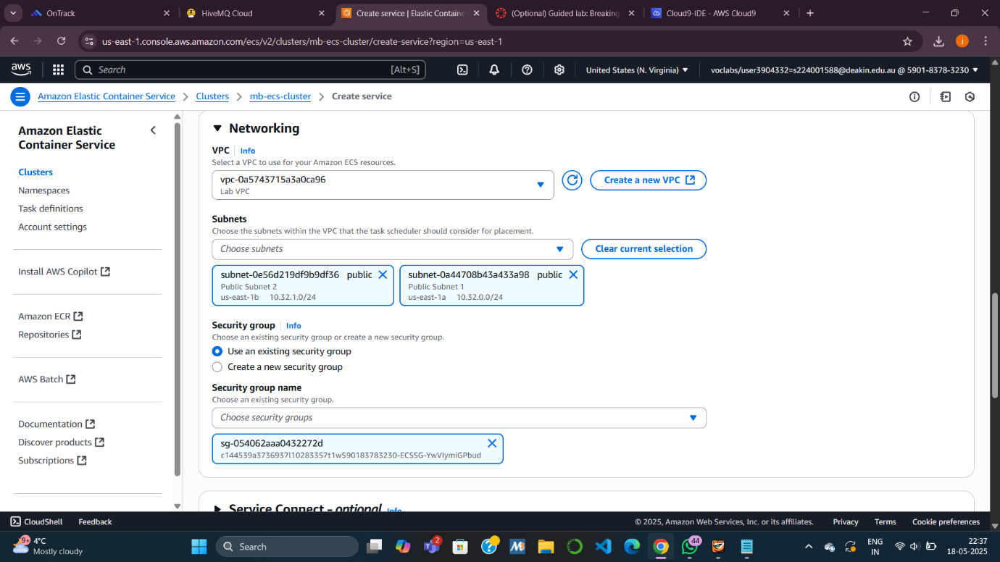 OnTrack
HiveMQ Cloud
Create service | Elastic Containe
(Optional) Guided lab: Breaking
Cloud9-IDE - AWS Cloud9
us-east-1.console.aws.amazon.com/ecs/v2/clusters/mb-ecs-cluster/create-service?region=us-east-1
j
aws
Search
[Alt+S]
United States (N. Virginia)
voclabs/user3904332=s224001588@deakin.edu.au @ 5901-8378-3230
Amazon Elastic Container Service
Clusters
mb-ecs-cluster
Create service
Amazon Elastic
Container Service
Clusters
Namespaces
Task definitions
Account settings
Install AWS Copilot
Amazon ECR
Repositories
AWS Batch
Documentation
Discover products
Subscriptions
Networking
VPC Info
Select a VPC to use for your Amazon ECS resources.
vpc-0a5743715a3a0ca96
Lab VPC
Create a new VPC
Subnets
Choose the subnets within the VPC that the task scheduler should consider for placement.
Choose subnets
Clear current selection
subnet-0e56d219df9b9df36 public
Public Subnet 2
us-east-1b 10.32.1.0/24
subnet-0a44708b43a433a98 public
Public Subnet 1
us-east-1a 10.32.0.0/24
Security group Info
Choose an existing security group or create a new security group.
Use an existing security group
Create a new security group
Security group name
Choose an existing security group.
Choose security groups
sg-054062aaa0432272d
c144539a3736937l10283357t1w590183783230-ECSSG-YwVIymiGPbud
Service Connect - optional Info
CloudShell
Feedback
© 2025, Amazon Web Services, Inc. or its affiliates.
Privacy
Terms
Cookie preferences
9+
4°C
Mostly cloudy
Search
2
44
ENG
IN
22:37
18-05-2025